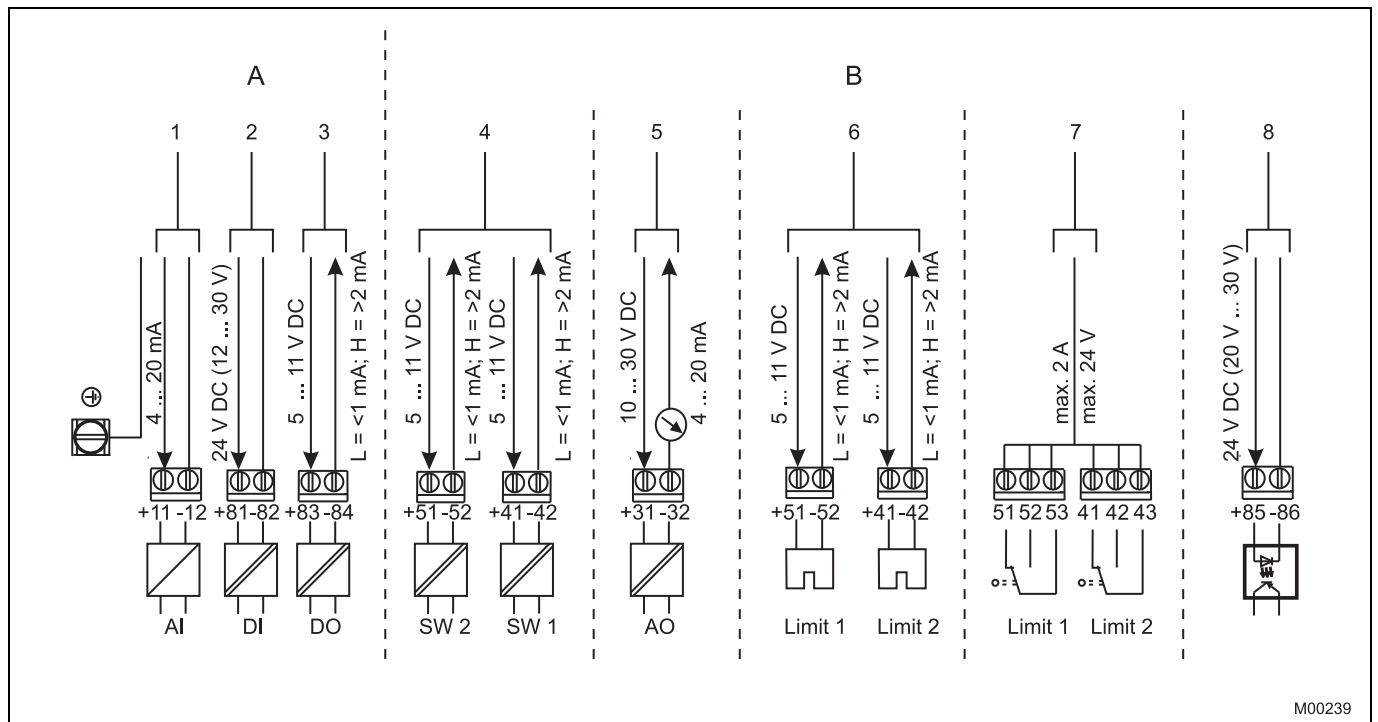 A B
1 2 3 4 5 6 7 8
4 ... 20 mA
24 V DC (12 ... 30 V)
5 ... 11 V DC
L= <1 mA; H = >2 mA
5 ... 11 V DC
L= <1 mA; H = >2 mA
5 ... 11 V DC
L= <1 mA; H = >2 mA
10 ... 30 V DC
4 ... 20 mA
5 ... 11 V DC
L= <1 mA; H = >2 mA
5 ... 11 V DC
L= <1 mA; H = >2 mA
max. 2 A
max. 24 V
24 V DC (20 V ... 30 V)
+11 -12 +81-82 +83 -84 +51-52 +41-42 +31-32 +51-52 +41-42 51 52 53 41 42 43 +85 -86
AI DI DO SW 2 SW 1 AO Limit 1 Limit 2 Limit 1 Limit 2
M00239